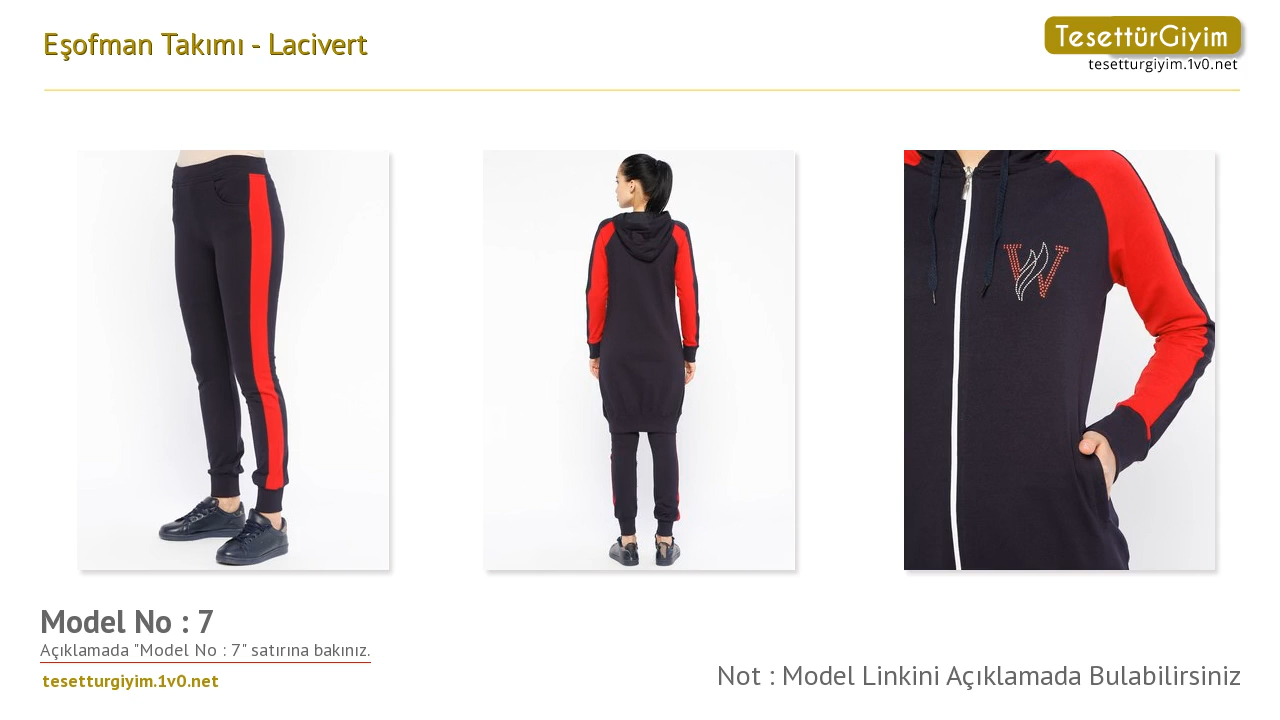 Eşofman Takımı - Lacivert
TesettürGiyim
tesetturgiyim.1v0.net
W
Model No : 7
Açıklamada "Model No : 7" satırına bakınız.
tesetturgiyim.1v0.net
Not : Model Linkini Açıklamada Bulabilirsiniz